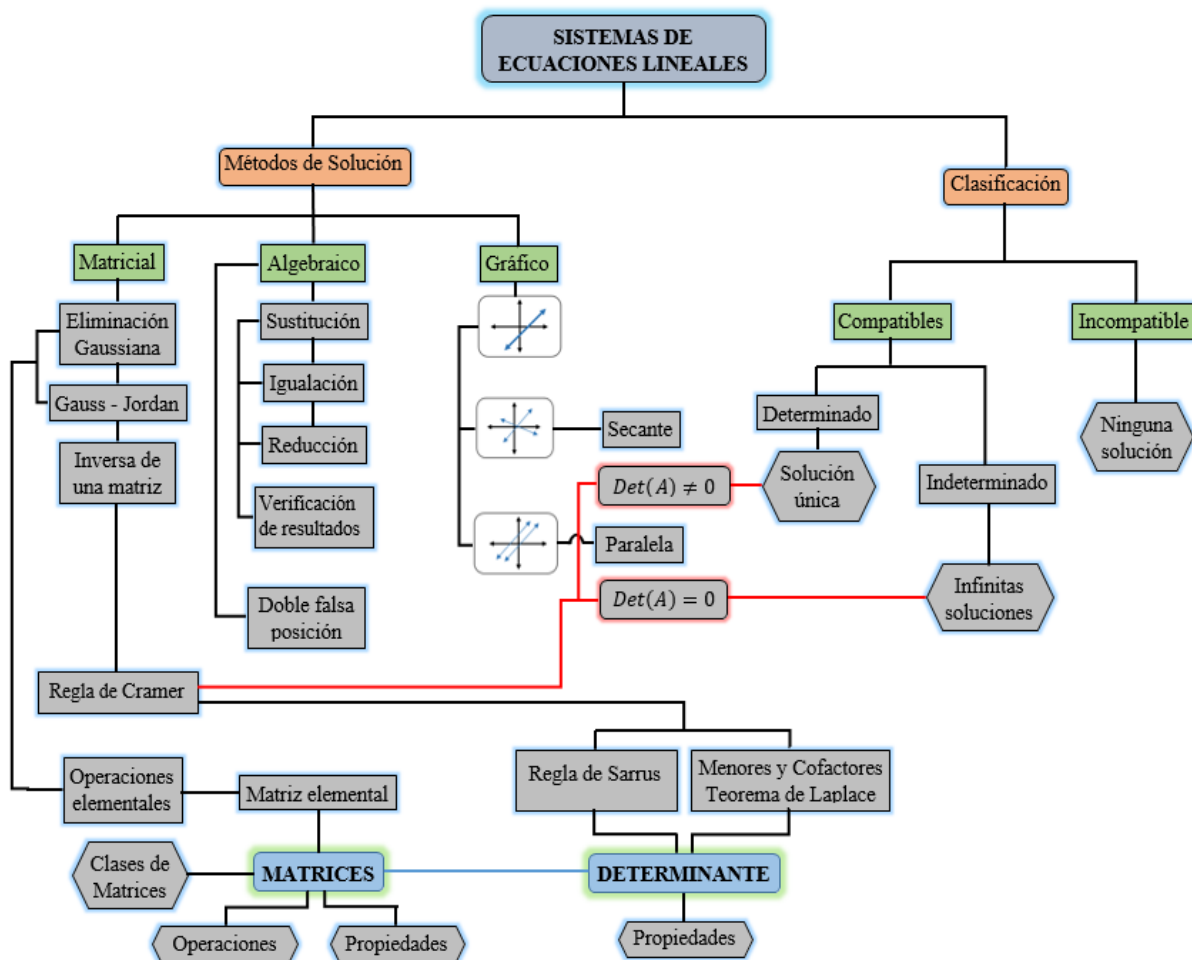 SISTEMAS DE
ECUACIONES LINEALES
Métodos de Solución
Clasificación
Matricial
Algebraico
Gráfico
Eliminación
Gaussiana
Gauss - Jordan
Inversa de
una matriz
Sustitución
Igualación
Reducción
Verificación
de resultados
Doble falsa
posición
Secante
Paralela
Compatibles
Incompatible
Determinado
Solución
única
Indeterminado
Infinitas
soluciones
Ninguna
solución
Det(A) ≠ 0
Det(A) = 0
Regla de Cramer
Regla de Sarrus
Menores y Cofactores
Teorema de Laplace
Operaciones
elementales
Matriz elemental
Clases de
Matrices
MATRICES
DETERMINANTE
Operaciones
Propiedades
Propiedades